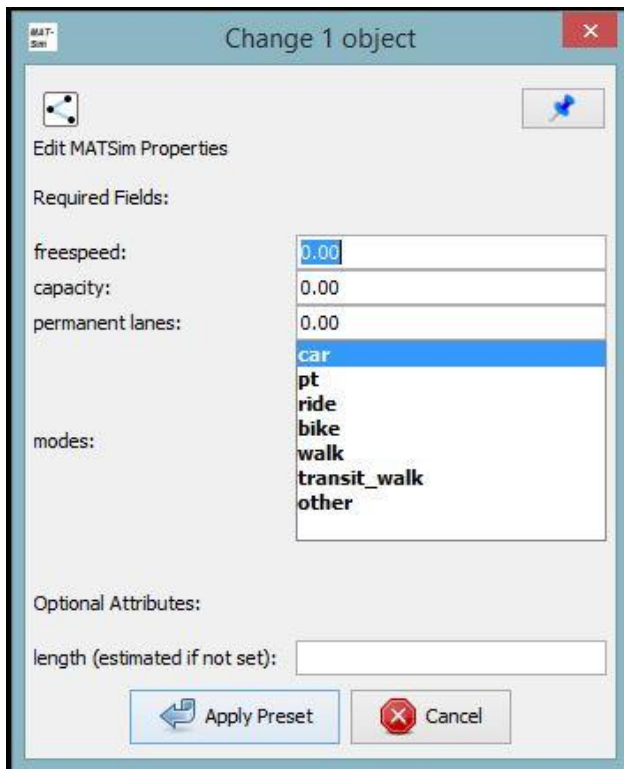 MAT-
Sim
Change 1 object
Edit MATSim Properties
Required Fields:
freespeed: 0.00
capacity: 0.00
permanent lanes: 0.00
modes:
car
pt
ride
bike
walk
transit_walk
other
Optional Attributes:
length (estimated if not set):
Apply Preset Cancel